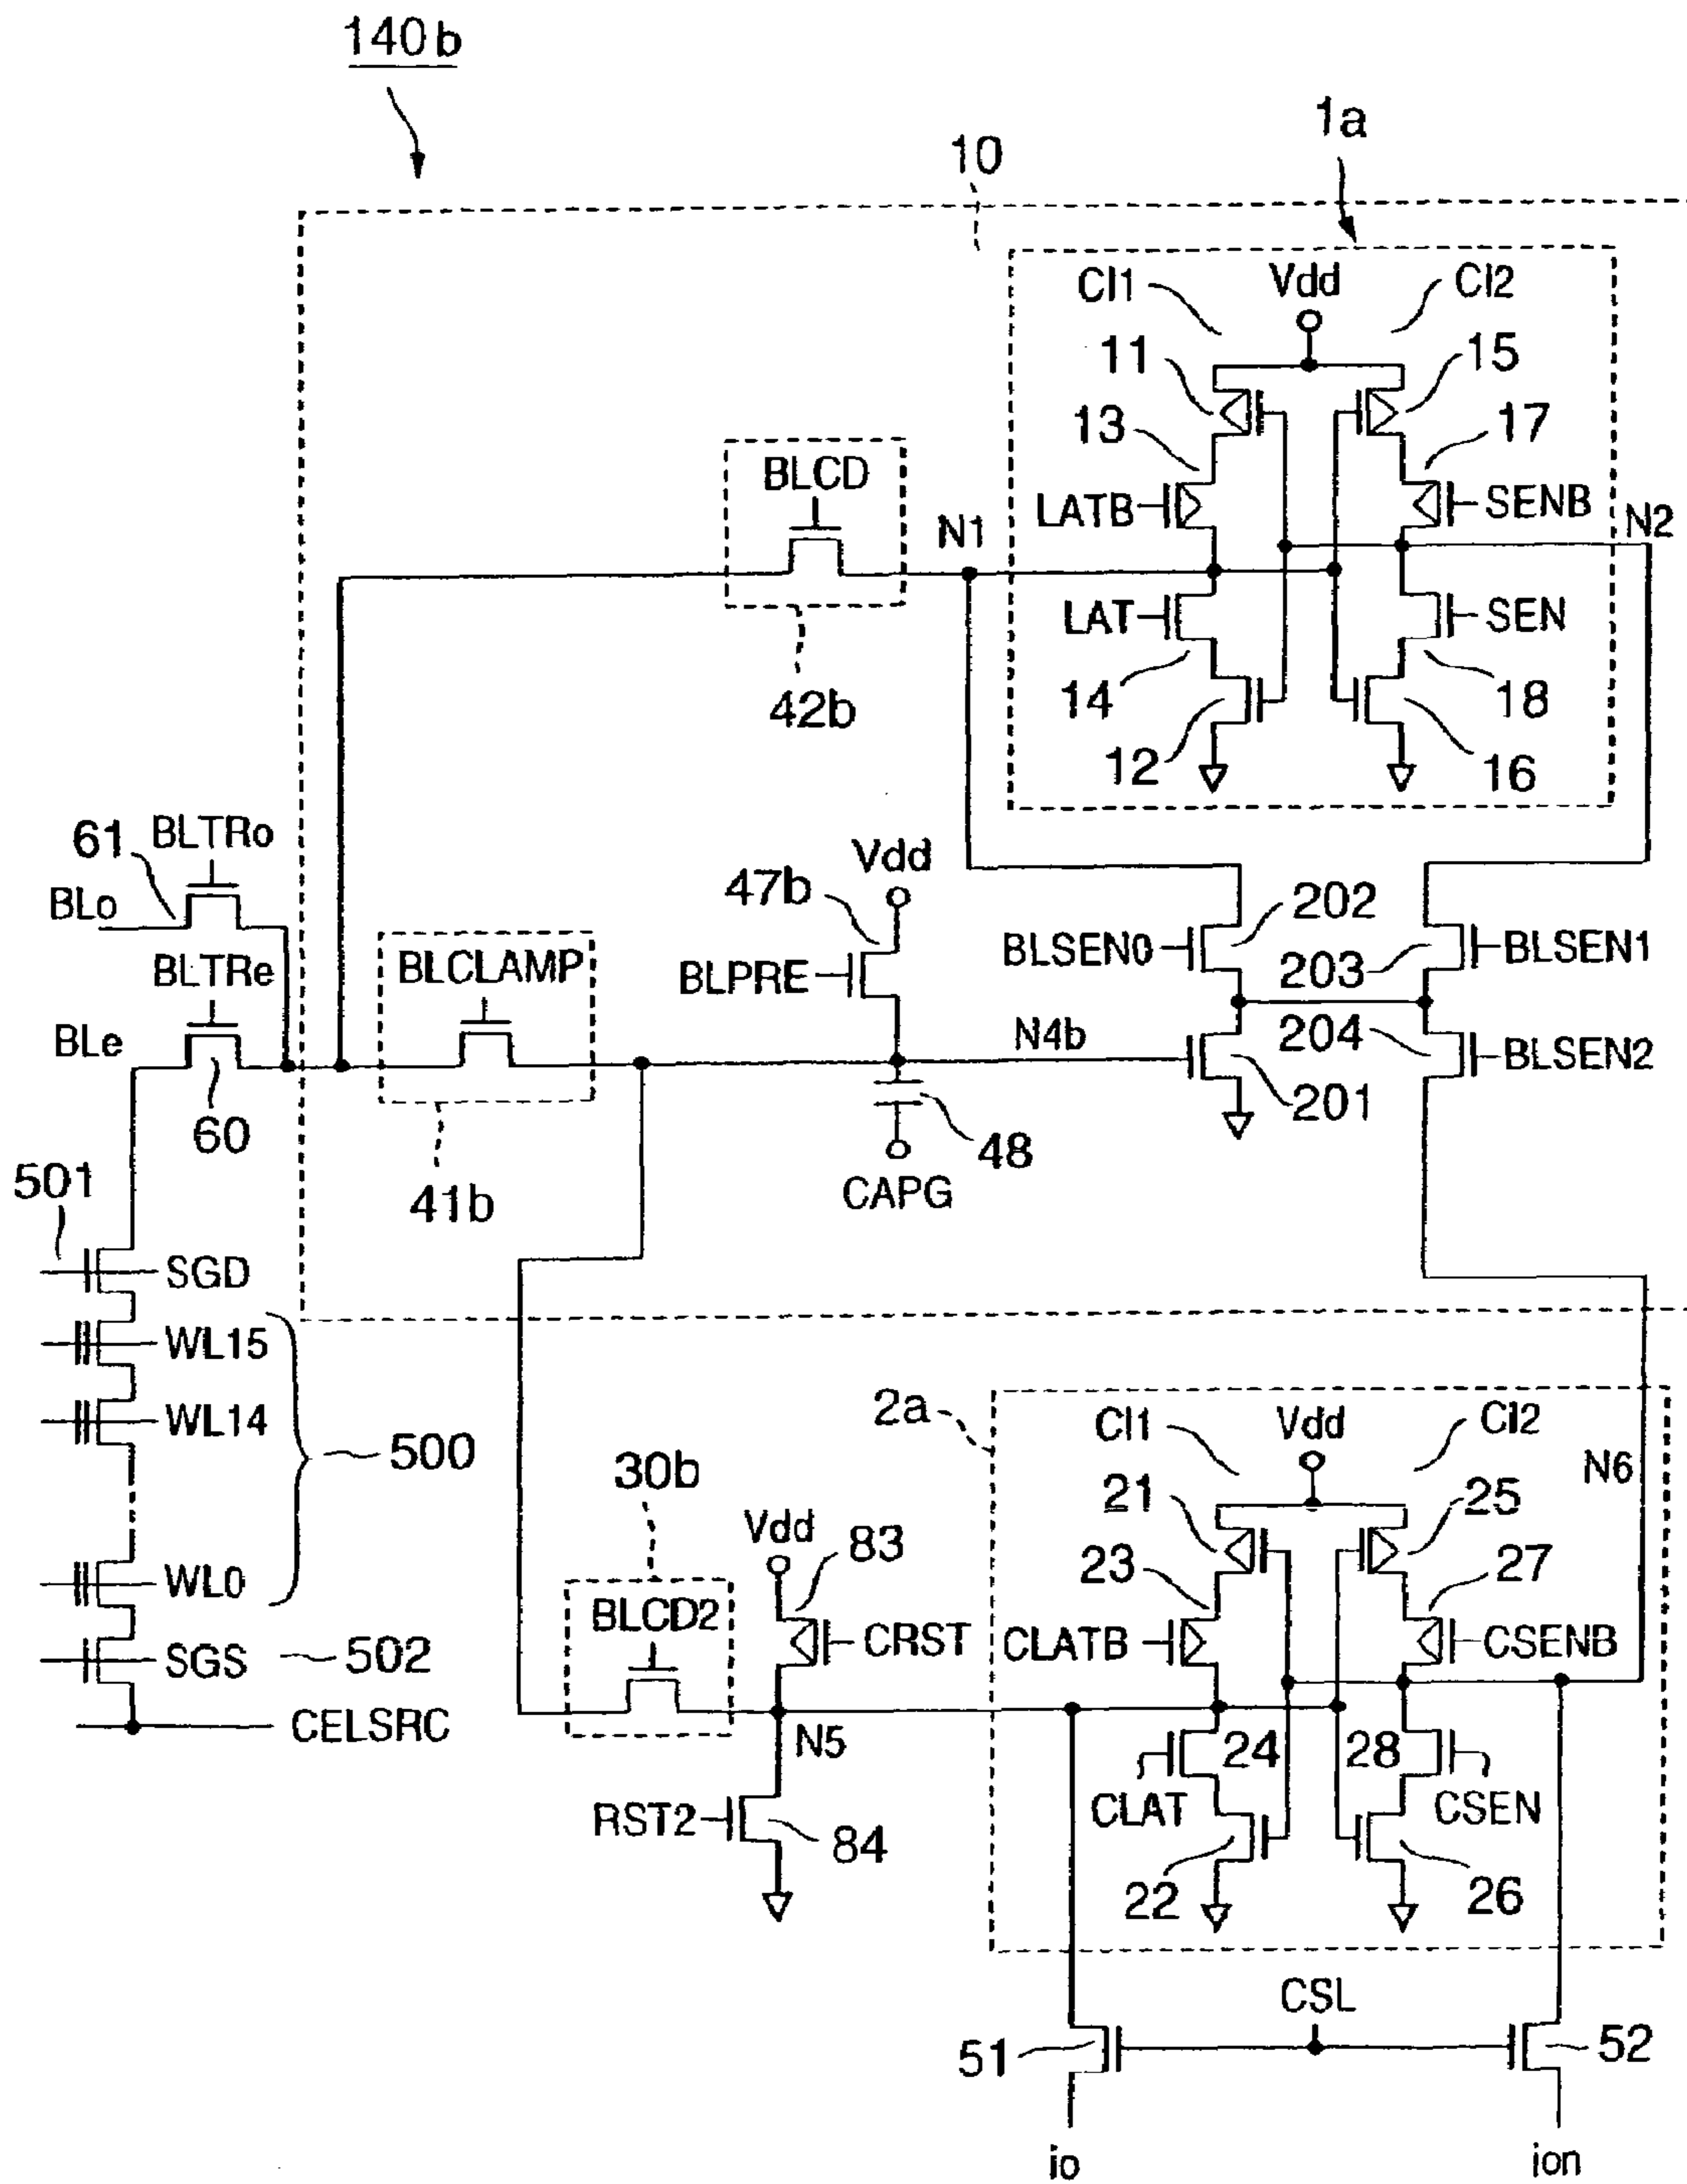 140b
10
1a
CI1
Vdd
CI2
11
15
13
17
BLCD
N1
LATB
SENB
N2
LAT
SEN
42b
14
18
12
16
61
BLTRo
BLo
47b
Vdd
202
BLTRe
BLCLAMP
BLPRE
BLSEN0
203
BLSEN1
BLe
N4b
204
BLSEN2
60
201
48
41b
CAPG
501
SGD
WL15
WL14
500
2a
CI1
Vdd
CI2
N6
30b
21
25
Vdd
83
23
27
WL0
BLCD2
CRST
CLATB
CSENB
SGS
502
CELSRC
N5
24
28
CLAT
CSEN
RST2
84
22
26
CSL
51
52
io
ion